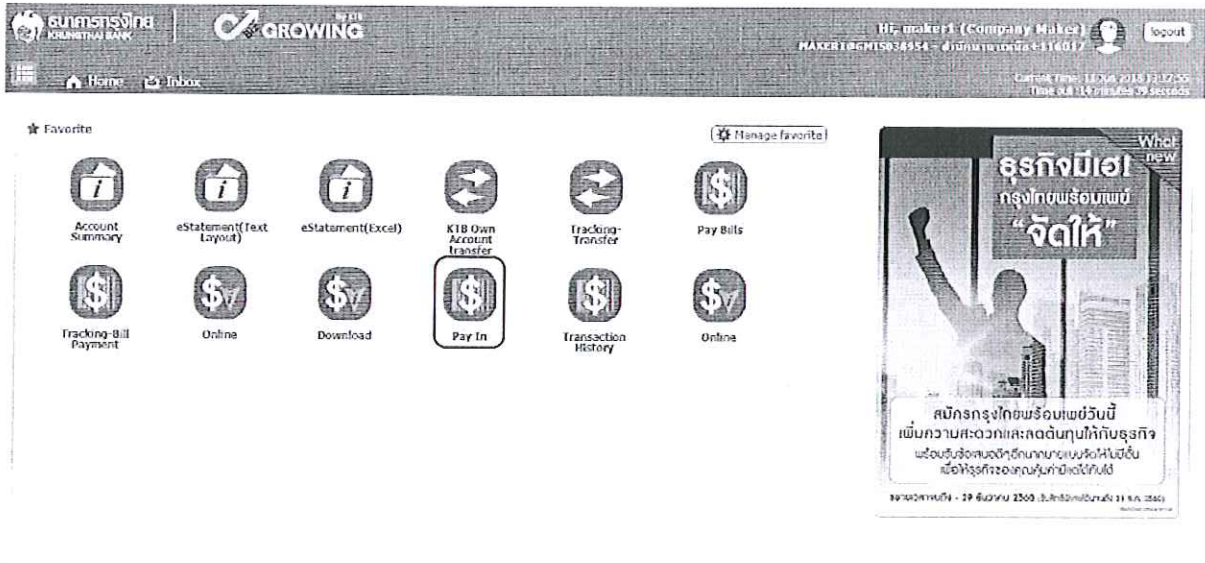 ธนาคารกรุงไทย
KRUNGTHAI BANK
GROWING
Hi, maker1 (Company Maker)
logout
Home
Inbox
Favorite
Manage favorite
Account
Summary
eStatement(Text
Layout)
eStatement(Excel)
KTB Own
Account
transfer
Tracking-
Transfer
Pay Bills
Tracking-Bill
Payment
Online
Download
Pay In
Transaction
History
Online
What
new
ธุรกิจมีเฮ!
กรุงไทยพร้อมเพย์
"จัดให้"
สมัครกรุงไทยพร้อมเพย์วันนี้
เพิ่มความสะดวกและลดต้นทุนให้กับธุรกิจ